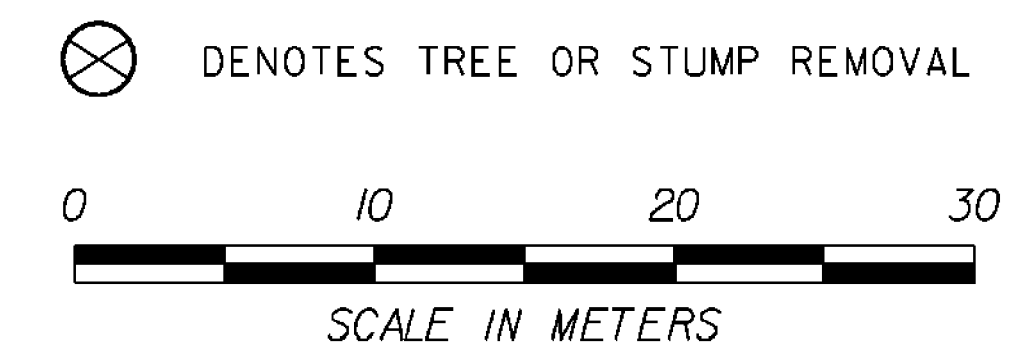 DENOTES TREE OR STUMP REMOVAL
0 10 20 30
SCALE IN METERS